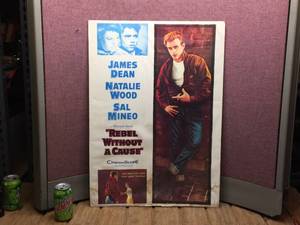 JAMES
DEAN
NATALIE
WOOD
SAL
MINEO
"REBEL
WITHOUT
A CAUSE"
CINEMASCOPE